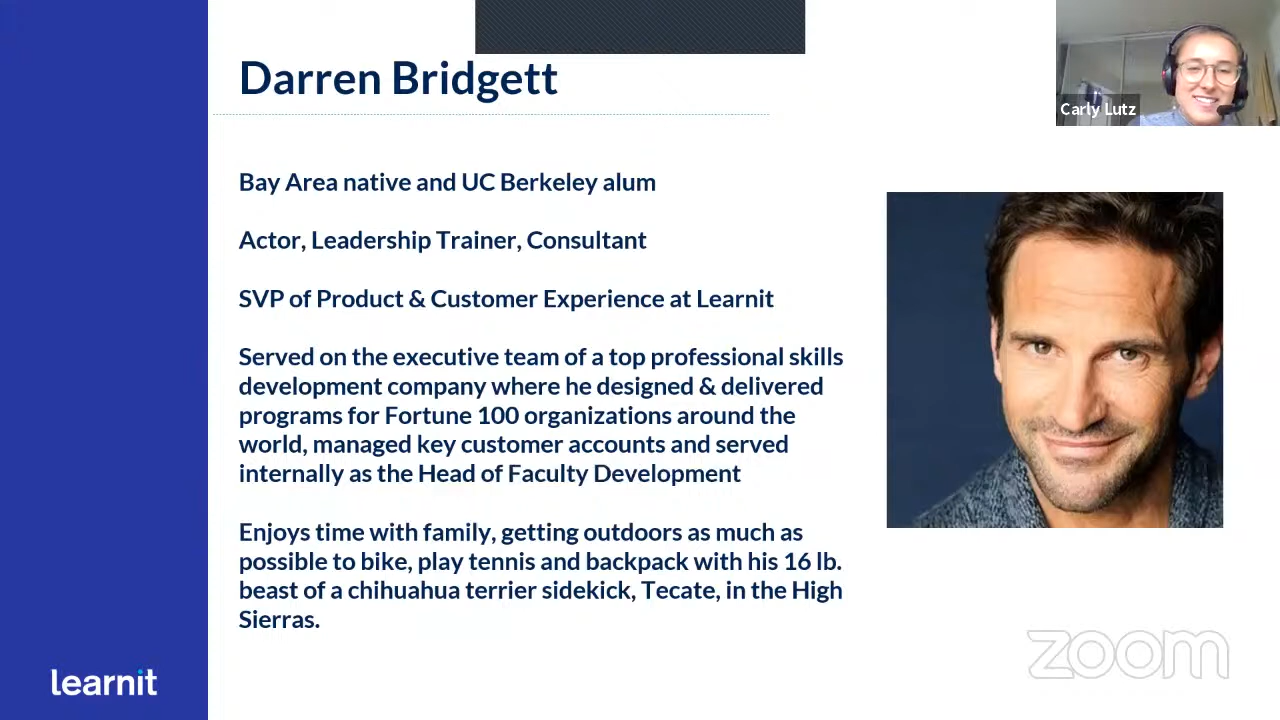 Darren Bridgett
Carly Lutz
Bay Area native and UC Berkeley alum
Actor, Leadership Trainer, Consultant
SVP of Product & Customer Experience at Learnit
Served on the executive team of a top professional skills
development company where he designed & delivered
programs for Fortune 100 organizations around the
world, managed key customer accounts and served
internally as the Head of Faculty Development
Enjoys time with family, getting outdoors as much as
possible to bike, play tennis and backpack with his 16 lb.
beast of a chihuahua terrier sidekick, Tecate, in the High
Sierras.
zoom
learnit